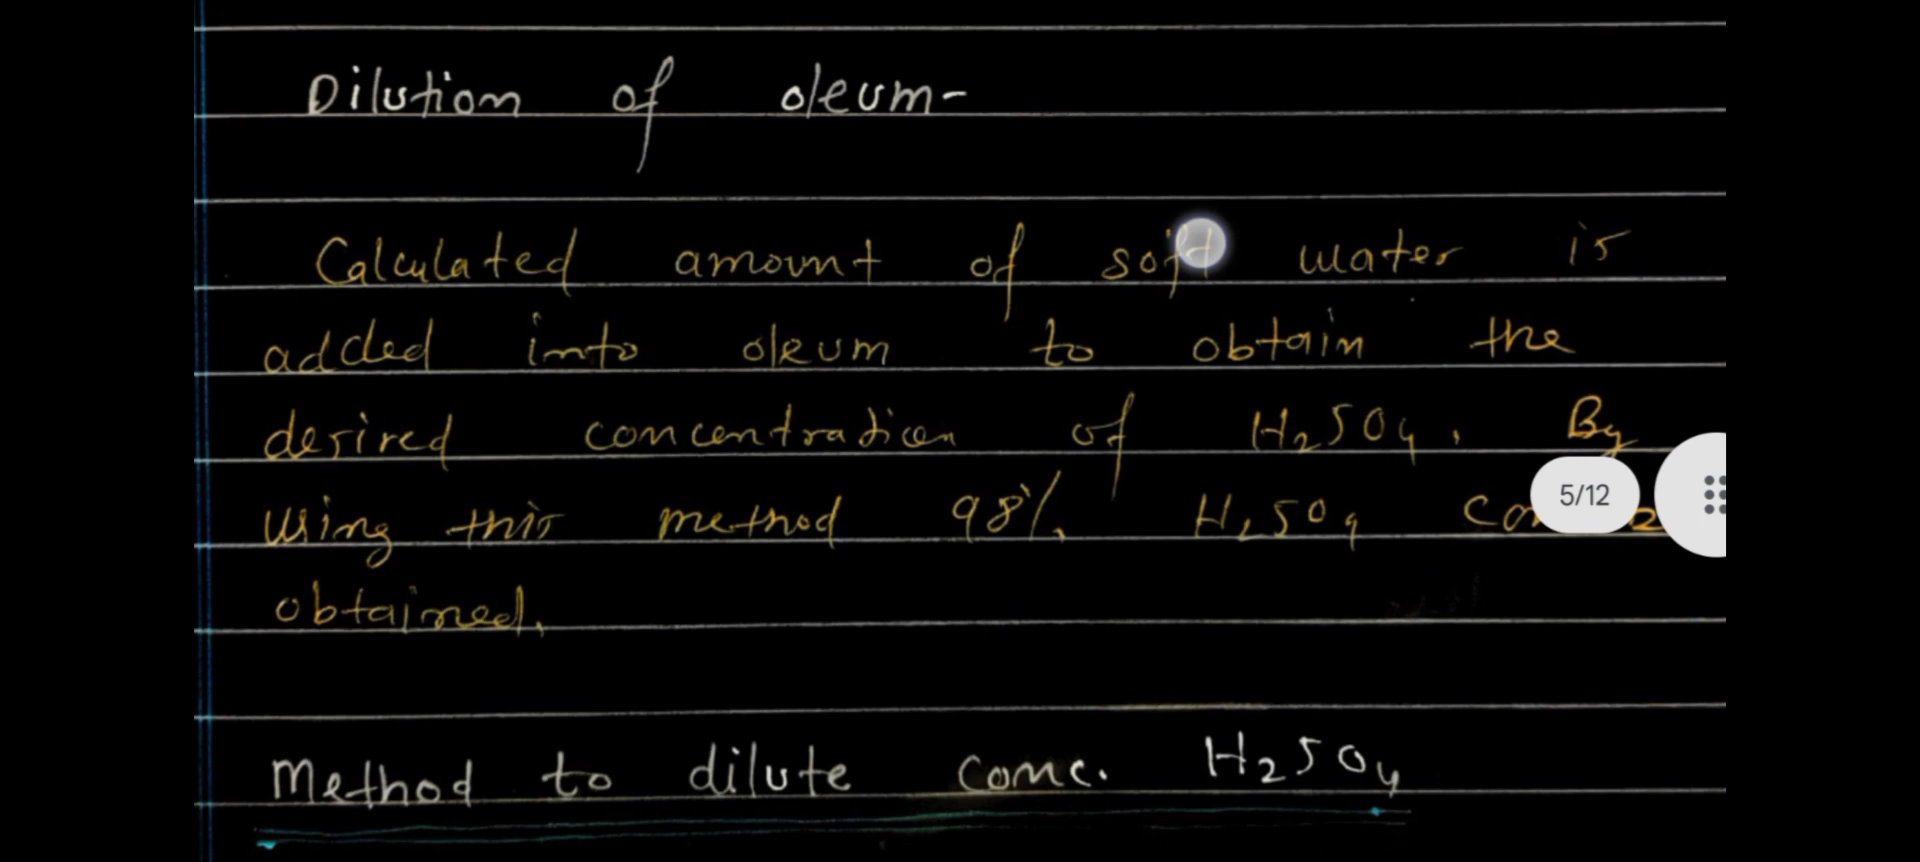 Dilution of oleum-
Calculated amount of soft water is
added into oleum to obtain the
desired concentration of H₂SO₄. By
using this method 98% H₂SO₄
5/12
obtained.
Method to dilute conc. H₂SO₄